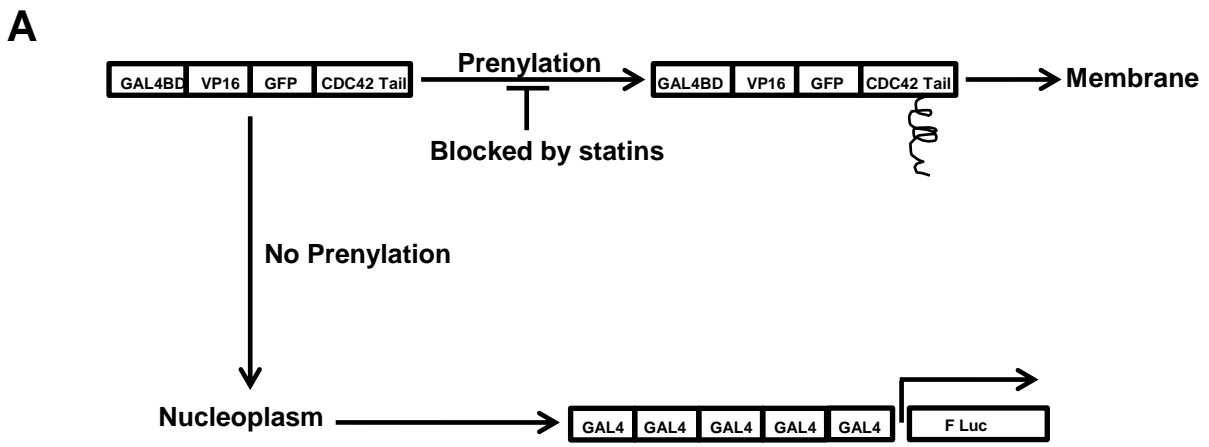 A
GAL4BD VP16 GFP CDC42 Tail
Prenylation
GAL4BD VP16 GFP CDC42 Tail
Membrane
Blocked by statins
No Prenylation
Nucleoplasm
GAL4 GAL4 GAL4 GAL4 GAL4
F Luc